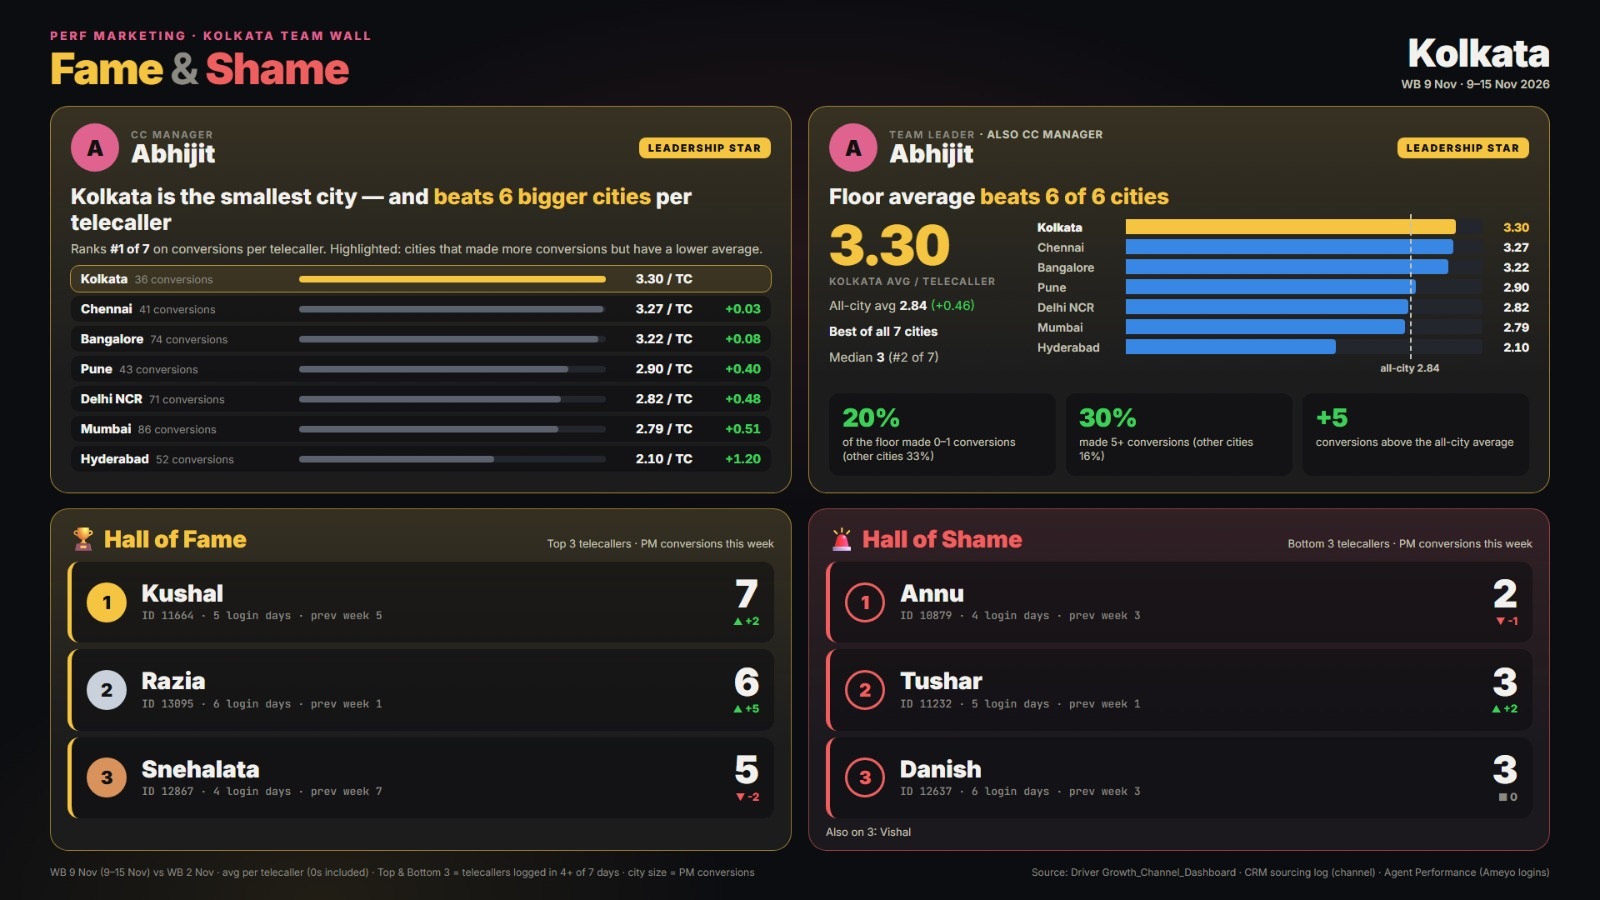 PERF MARKETING · KOLKATA TEAM WALL
Fame & Shame
Kolkata
WB 9 Nov · 9–15 Nov 2026
A
CC MANAGER
Abhijit
LEADERSHIP STAR
Kolkata is the smallest city — and beats 6 bigger cities per
telecaller
Ranks #1 of 7 on conversions per telecaller. Highlighted: cities that made more conversions but have a lower average.
Kolkata 36 conversions 3.30 / TC
Chennai 41 conversions 3.27 / TC +0.03
Bangalore 74 conversions 3.22 / TC +0.08
Pune 43 conversions 2.90 / TC +0.40
Delhi NCR 71 conversions 2.82 / TC +0.48
Mumbai 86 conversions 2.79 / TC +0.51
Hyderabad 52 conversions 2.10 / TC +1.20
A
TEAM LEADER · ALSO CC MANAGER
Abhijit
LEADERSHIP STAR
Floor average beats 6 of 6 cities
3.30
KOLKATA AVG / TELECALLER
All-city avg 2.84 (+0.46)
Best of all 7 cities
Median 3 (#2 of 7)
Kolkata 3.30
Chennai 3.27
Bangalore 3.22
Pune 2.90
Delhi NCR 2.82
Mumbai 2.79
Hyderabad 2.10
all-city 2.84
20%
of the floor made 0–1 conversions
(other cities 33%)
30%
made 5+ conversions (other cities
16%)
+5
conversions above the all-city average
🏆 Hall of Fame
Top 3 telecallers · PM conversions this week
1 Kushal 7
ID 11664 · 5 login days · prev week 5 ▲ +2
2 Razia 6
ID 13095 · 6 login days · prev week 1 ▲ +5
3 Snehalata 5
ID 12867 · 4 login days · prev week 7 ▼ -2
🚨 Hall of Shame
Bottom 3 telecallers · PM conversions this week
1 Annu 2
ID 10879 · 4 login days · prev week 3 ▼ -1
2 Tushar 3
ID 11232 · 5 login days · prev week 1 ▲ +2
3 Danish 3
ID 12637 · 6 login days · prev week 3 ■ 0
Also on 3: Vishal
WB 9 Nov (9–15 Nov) vs WB 2 Nov · avg per telecaller (0s included) · Top & Bottom 3 = telecallers logged in 4+ of 7 days · city size = PM conversions
Source: Driver Growth_Channel_Dashboard · CRM sourcing log (channel) · Agent Performance (Ameyo logins)